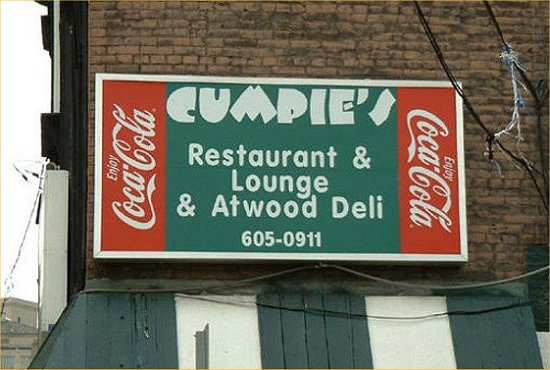 CUMPIE'S
Restaurant &
Lounge
& Atwood Deli
605-0911
Enjoy
Coca-Cola
Enjoy
Coca-Cola